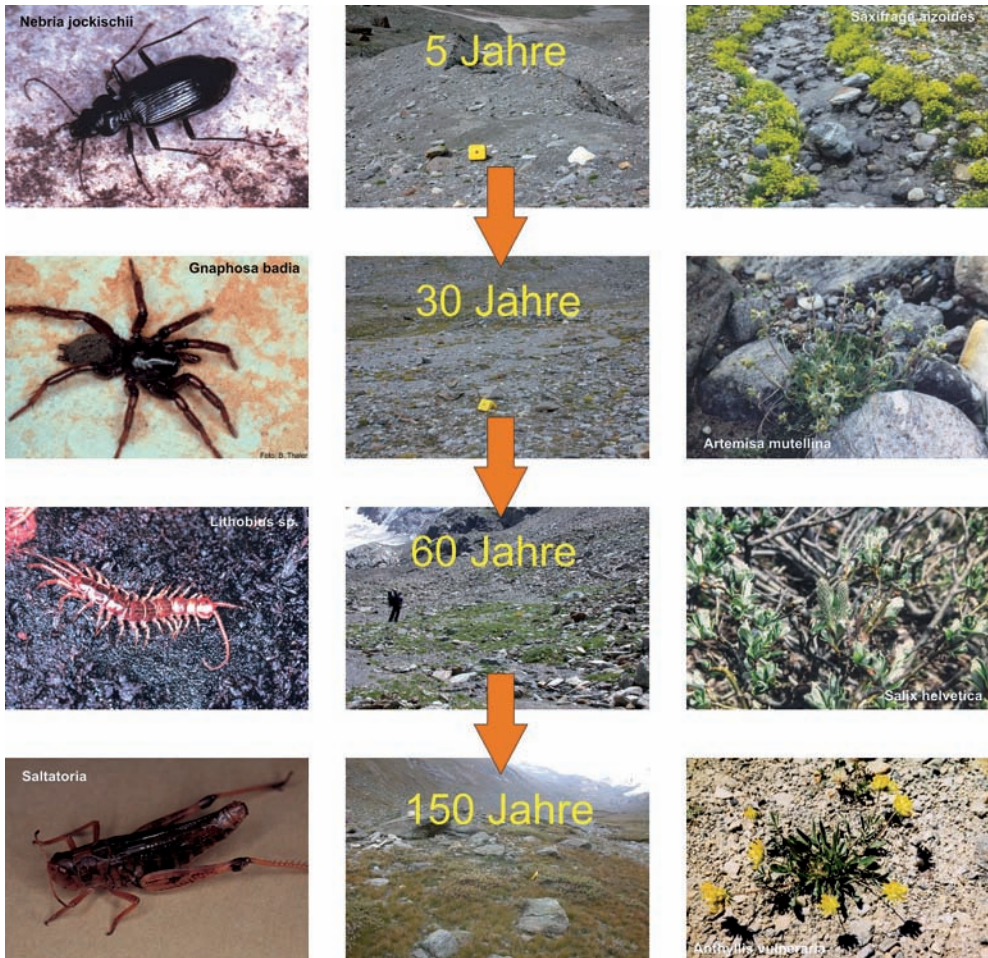 Nebria jockischii
5 Jahre
Saxifraga aizoides
Gnaphosa badia
30 Jahre
Foto: B. Thaler
Artemisa mutellina
Lithobius sp.
60 Jahre
Salix helvetica
Saltatoria
150 Jahre
Anthyllis vulneraria